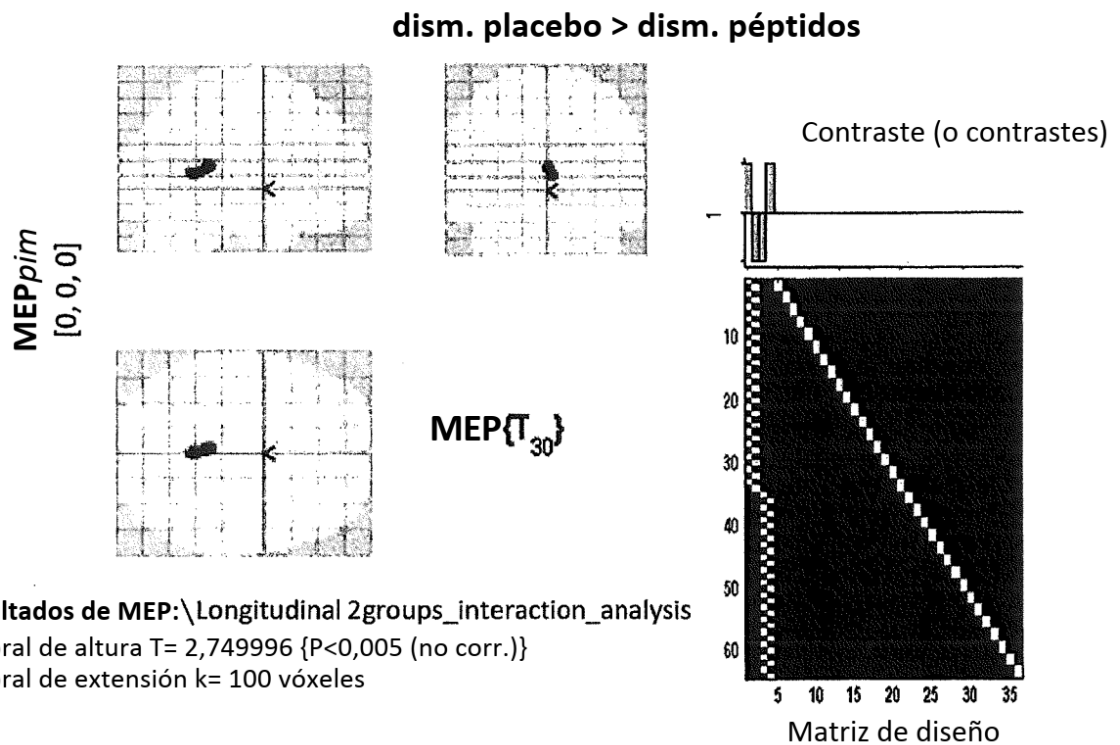 dism. placebo > dism. péptidos
MEPpim
[0, 0, 0]
<
<
<
MEP{T30}
Contraste (o contrastes)
1
10
20
30
40
50
60
5 10 15 20 25 30 35
Matriz de diseño
ltados de MEP:\Longitudinal 2groups_interaction_analysis
ral de altura T= 2,749996 {P<0,005 (no corr.)}
ral de extensión k= 100 vóxeles